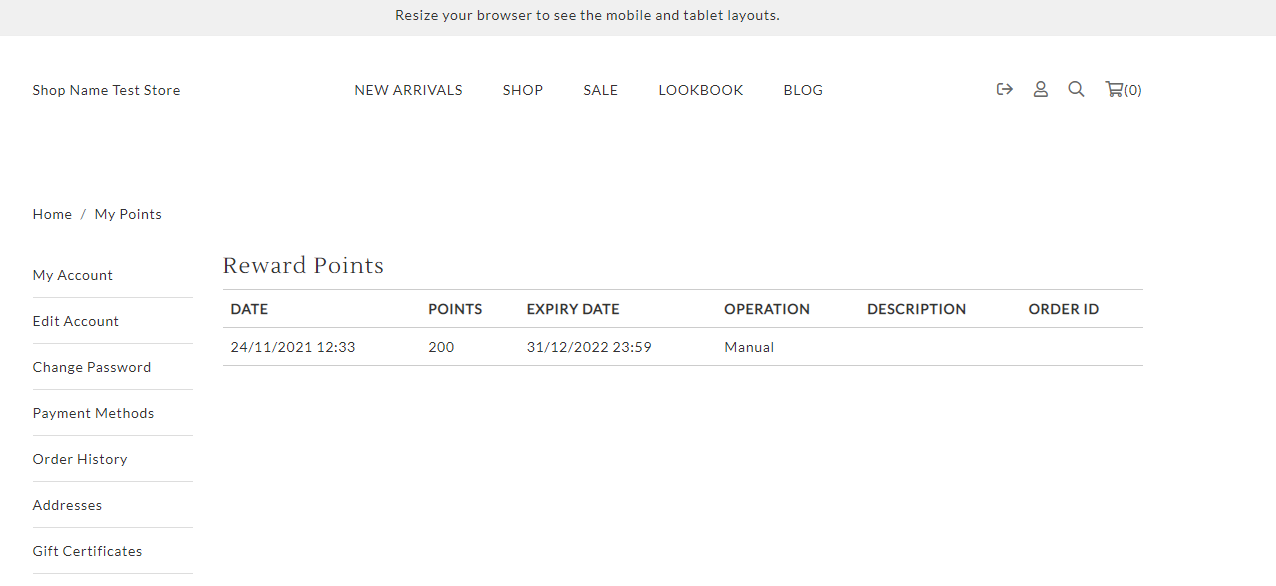 Resize your browser to see the mobile and tablet layouts.
Shop Name Test Store
NEW ARRIVALS SHOP SALE LOOKBOOK BLOG
(0)
Home / My Points
My Account
Edit Account
Change Password
Payment Methods
Order History
Addresses
Gift Certificates
Reward Points
DATE POINTS EXPIRY DATE OPERATION DESCRIPTION ORDER ID
24/11/2021 12:33 200 31/12/2022 23:59 Manual